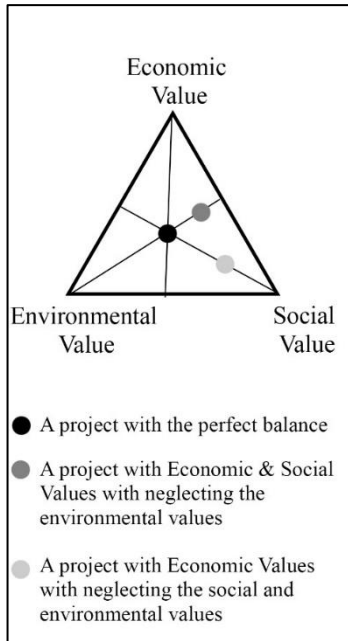 Economic
Value
Environmental
Value
Social
Value
A project with the perfect balance
A project with Economic & Social
Values with neglecting the
environmental values
A project with Economic Values
with neglecting the social and
environmental values